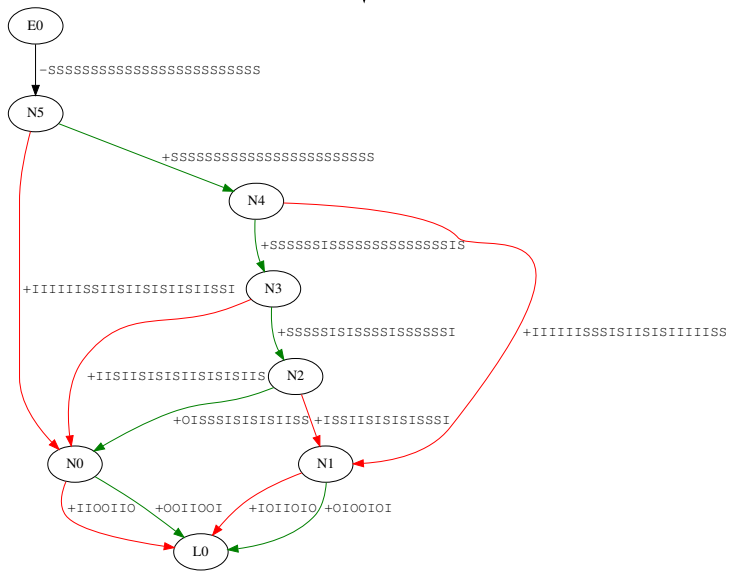 E0
-SSSSSSSSSSSSSSSSSSSSSSSSS
N5
+SSSSSSSSSSSSSSSSSSSSSSSS
N4
+SSSSSSISSSSSSSSSSSSSSIS
N3
+IIIIIISSIISIISISIISIISSI
+SSSSSISISSSSISSSSSSI
+IIIIIISSSISIISISIIIIISS
+IISIISISISIISISISIIS
N2
+OISSSISISISIISS
+ISSIISISISISSSI
N0
N1
+IIOOIIO
+OOIIOOI
+IOIIOIO
+OIOOIOI
L0